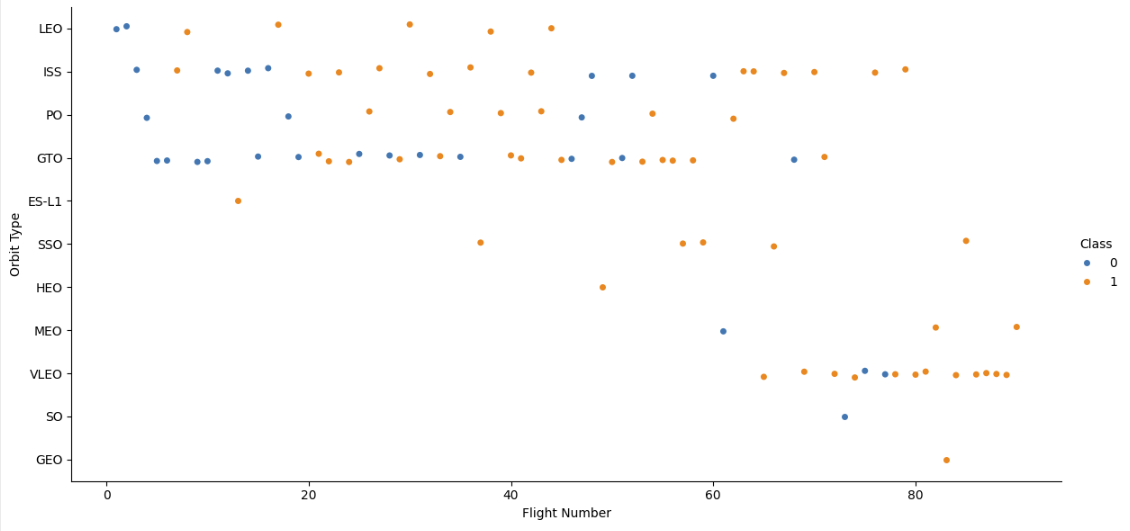 LEO
ISS
PO
GTO
ES-L1
SSO
HEO
MEO
VLEO
SO
GEO
Orbit Type
0 20 40 60 80
Flight Number
Class
0
1